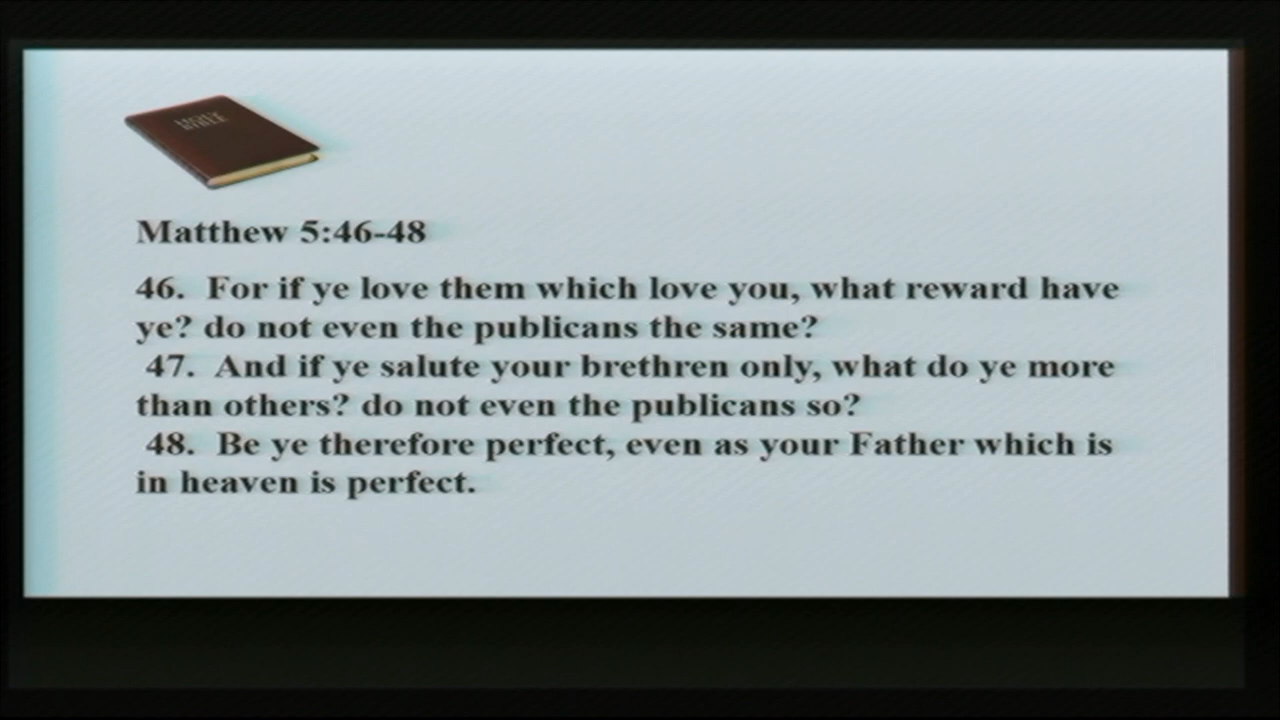 HOLY
BIBLE
Matthew 5:46-48
46. For if ye love them which love you, what reward have
ye? do not even the publicans the same?
47. And if ye salute your brethren only, what do ye more
than others? do not even the publicans so?
48. Be ye therefore perfect, even as your Father which is
in heaven is perfect.